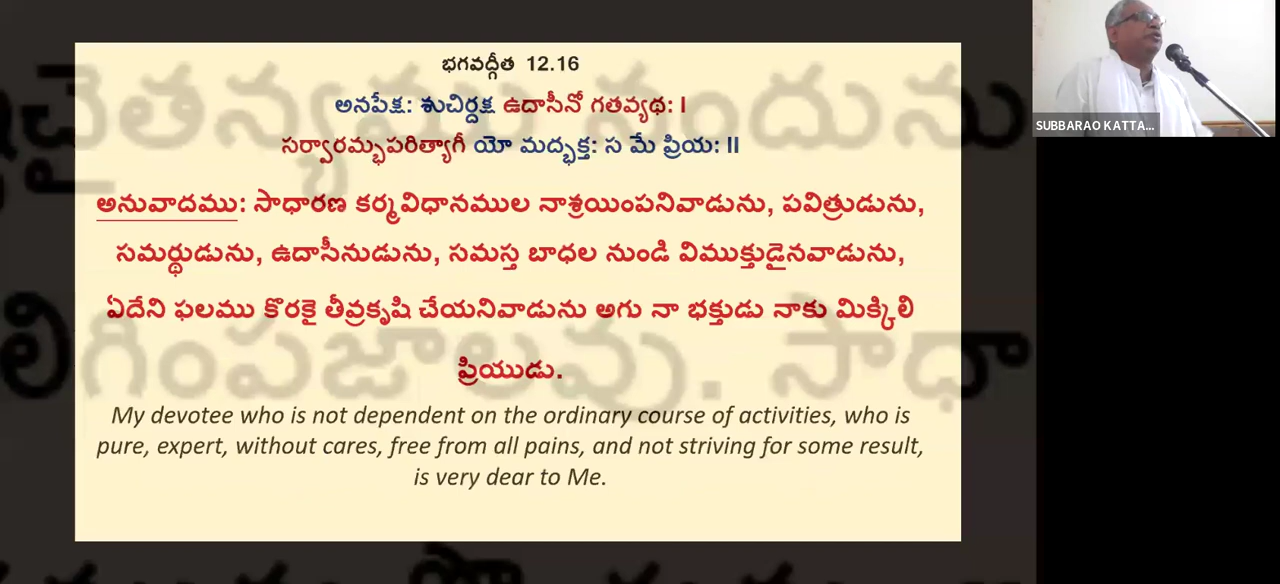 భగవద్గీత 12.16
అనపేక్ష: శుచిర్దక్ష ఉదాసీనో గతవ్యథ: I
సర్వారమ్భపరిత్యాగీ యో మద్భక్త: స మే ప్రియ: II
అనువాదము: సాధారణ కర్మవిధానముల నాశ్రయింపనివాడును, పవిత్రుడును,
సమర్థుడును, ఉదాసీనుడును, సమస్త బాధల నుండి విముక్తుడైనవాడును,
ఏదేని ఫలము కొరకై తీవ్రకృషి చేయనివాడును అగు నా భక్తుడు నాకు మిక్కిలి
ప్రియుడు.
My devotee who is not dependent on the ordinary course of activities, who is
pure, expert, without cares, free from all pains, and not striving for some result,
is very dear to Me.
SUBBARAO KATTA...